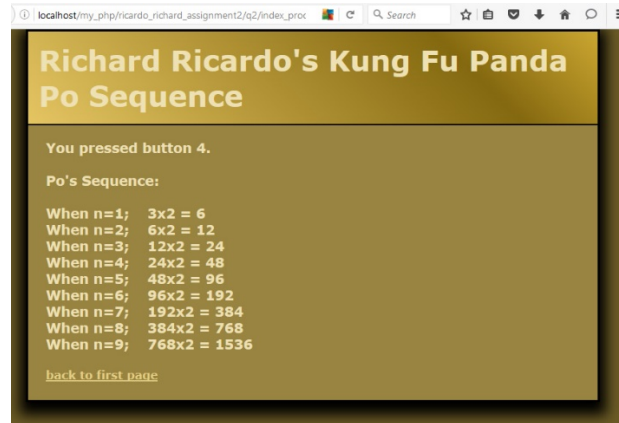 localhost/my_php/ricardo_richard_assignment2/q2/index_proc
Search
Richard Ricardo's Kung Fu Panda
Po Sequence
You pressed button 4.
Po's Sequence:
When n=1; 3x2 = 6
When n=2; 6x2 = 12
When n=3; 12x2 = 24
When n=4; 24x2 = 48
When n=5; 48x2 = 96
When n=6; 96x2 = 192
When n=7; 192x2 = 384
When n=8; 384x2 = 768
When n=9; 768x2 = 1536
back to first page